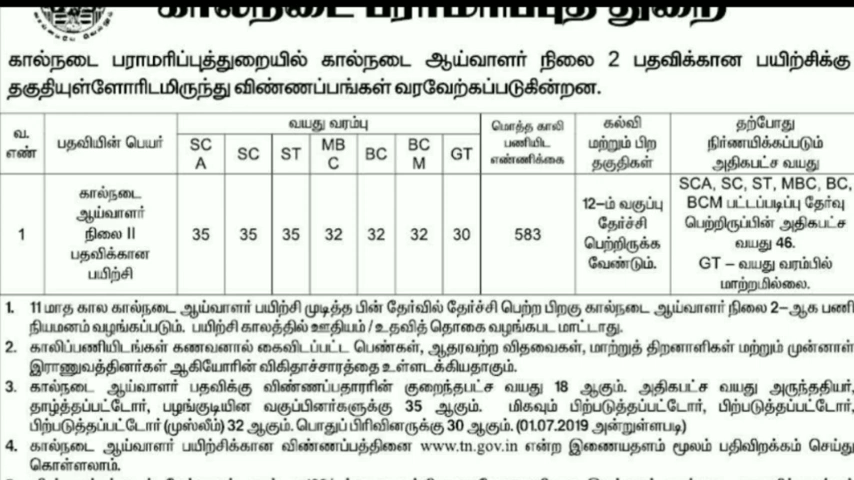 கால்நடை பராமரிப்புத் துறை
கால்நடை பராமரிப்புத்துறையில் கால்நடை ஆய்வாளர் நிலை 2 பதவிக்கான பயிற்சிக்கு
தகுதியுள்ளோரிடமிருந்து விண்ணப்பங்கள் வரவேற்கப்படுகின்றன.
வ. எண்
பதவியின் பெயர்
வயது வரம்பு
SC A
SC
ST
MB C
BC
BC M
GT
மொத்த காலி
பணியிட
எண்ணிக்கை
கல்வி
மற்றும் பிற
தகுதிகள்
தற்போது
நிர்ணயிக்கப்படும்
அதிகபட்ச வயது
1
கால்நடை
ஆய்வாளர்
நிலை II
பதவிக்கான
பயிற்சி
35
35
35
32
32
32
30
583
12-ம் வகுப்பு
தேர்ச்சி
பெற்றிருக்க
வேண்டும்.
SCA, SC, ST, MBC, BC,
BCM பட்டப்படிப்பு தேர்வு
பெற்றிருப்பின் அதிகபட்ச
வயது 46.
GT – வயது வரம்பில்
மாற்றமில்லை.
1. 11 மாத கால கால்நடை ஆய்வாளர் பயிற்சி முடித்த பின் தேர்வில் தேர்ச்சி பெற்ற பிறகு கால்நடை ஆய்வாளர் நிலை 2–ஆக பணி
நியமனம் வழங்கப்படும். பயிற்சி காலத்தில் ஊதியம் / உதவித் தொகை வழங்கபட மாட்டாது.
2. காலிப்பணியிடங்கள் கணவனால் கைவிடப்பட்ட பெண்கள், ஆதரவற்ற விதவைகள், மாற்றுத் திறனாளிகள் மற்றும் முன்னாள்
இராணுவத்தினர்கள் ஆகியோரின் விகிதாச்சாரத்தை உள்ளடக்கியதாகும்.
3. கால்நடை ஆய்வாளர் பதவிக்கு விண்ணப்பதாரரின் குறைந்தபட்ச வயது 18 ஆகும். அதிகபட்ச வயது அருந்ததியர்,
தாழ்த்தப்பட்டோர், பழங்குடியின வகுப்பினர்களுக்கு 35 ஆகும். மிகவும் பிற்படுத்தப்பட்டோர், பிற்படுத்தப்பட்டோர்,
பிற்படுத்தப்பட்டோர் (முஸ்லீம்) 32 ஆகும். பொதுப் பிரிவினருக்கு 30 ஆகும். (01.07.2019 அன்றுள்ளபடி)
4. கால்நடை ஆய்வாளர் பயிற்சிக்கான விண்ணப்பத்தினை www.tn.gov.in என்ற இணையதளம் மூலம் பதிவிறக்கம் செய்து
கொள்ளலாம்.